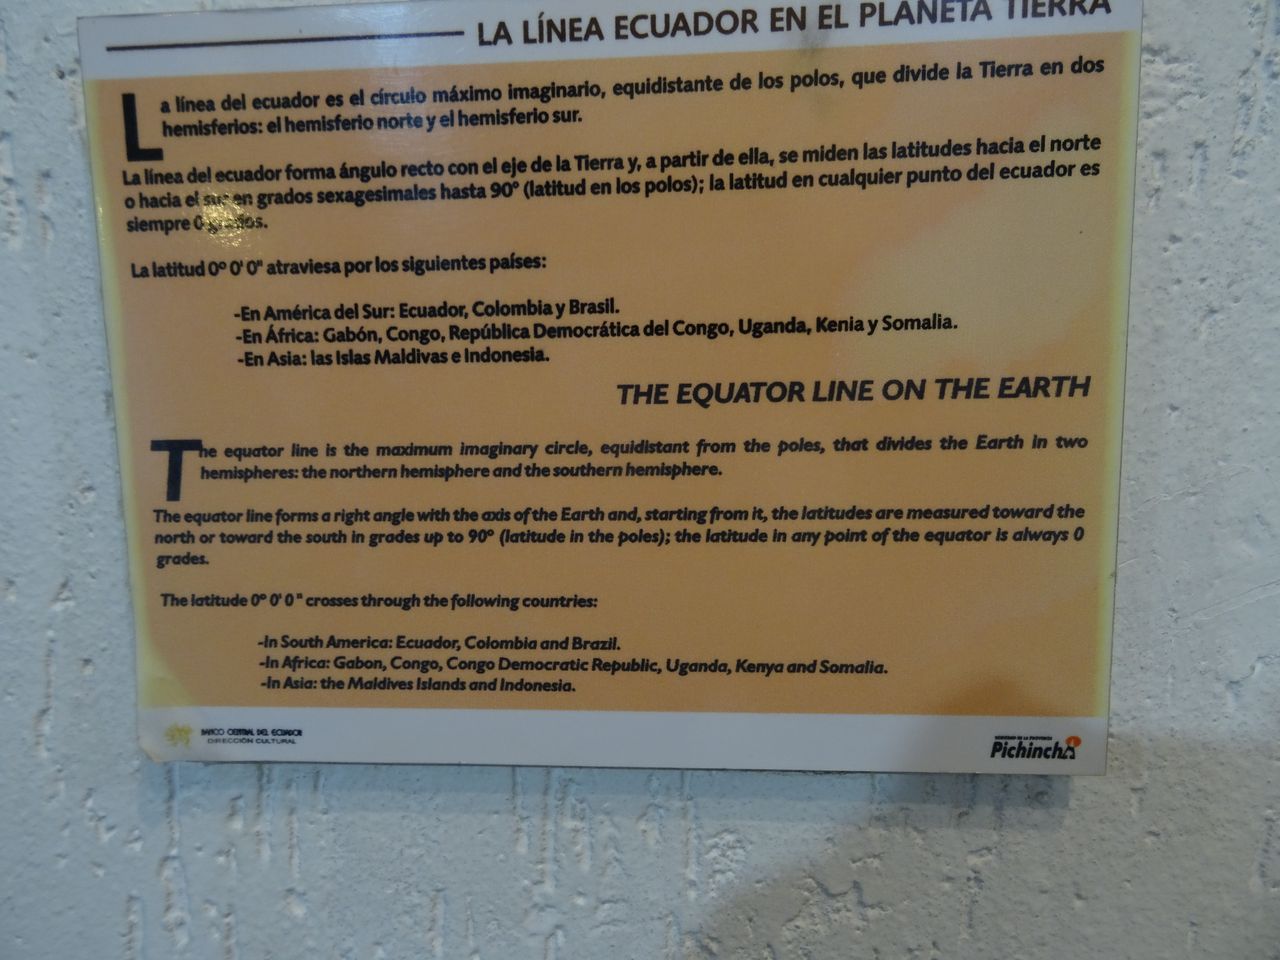 LA LÍNEA ECUADOR EN EL PLANETA TIERRA
La línea del ecuador es el círculo máximo imaginario, equidistante de los polos, que divide la Tierra en dos
hemisferios: el hemisferio norte y el hemisferio sur.
La línea del ecuador forma ángulo recto con el eje de la Tierra y, a partir de ella, se miden las latitudes hacia el norte
o hacia el sur en grados sexagesimales hasta 90° (latitud en los polos); la latitud en cualquier punto del ecuador es
siempre 0 grados.
La latitud 0° 0' 0" atraviesa por los siguientes países:
-En América del Sur: Ecuador, Colombia y Brasil.
-En África: Gabón, Congo, República Democrática del Congo, Uganda, Kenia y Somalia.
-En Asia: las Islas Maldivas e Indonesia.
THE EQUATOR LINE ON THE EARTH
The equator line is the maximum imaginary circle, equidistant from the poles, that divides the Earth in two
hemispheres: the northern hemisphere and the southern hemisphere.
The equator line forms a right angle with the axis of the Earth and, starting from it, the latitudes are measured toward the
north or toward the south in grades up to 90° (latitude in the poles); the latitude in any point of the equator is always 0
grades.
The latitude 0° 0' 0" crosses through the following countries:
-In South America: Ecuador, Colombia and Brazil.
-In Africa: Gabon, Congo, Congo Democratic Republic, Uganda, Kenya and Somalia.
-In Asia: the Maldives Islands and Indonesia.
BANCO CENTRAL DEL ECUADOR
DIRECCIÓN CULTURAL
GOBIERNO DE LA PROVINCIA
Pichincha